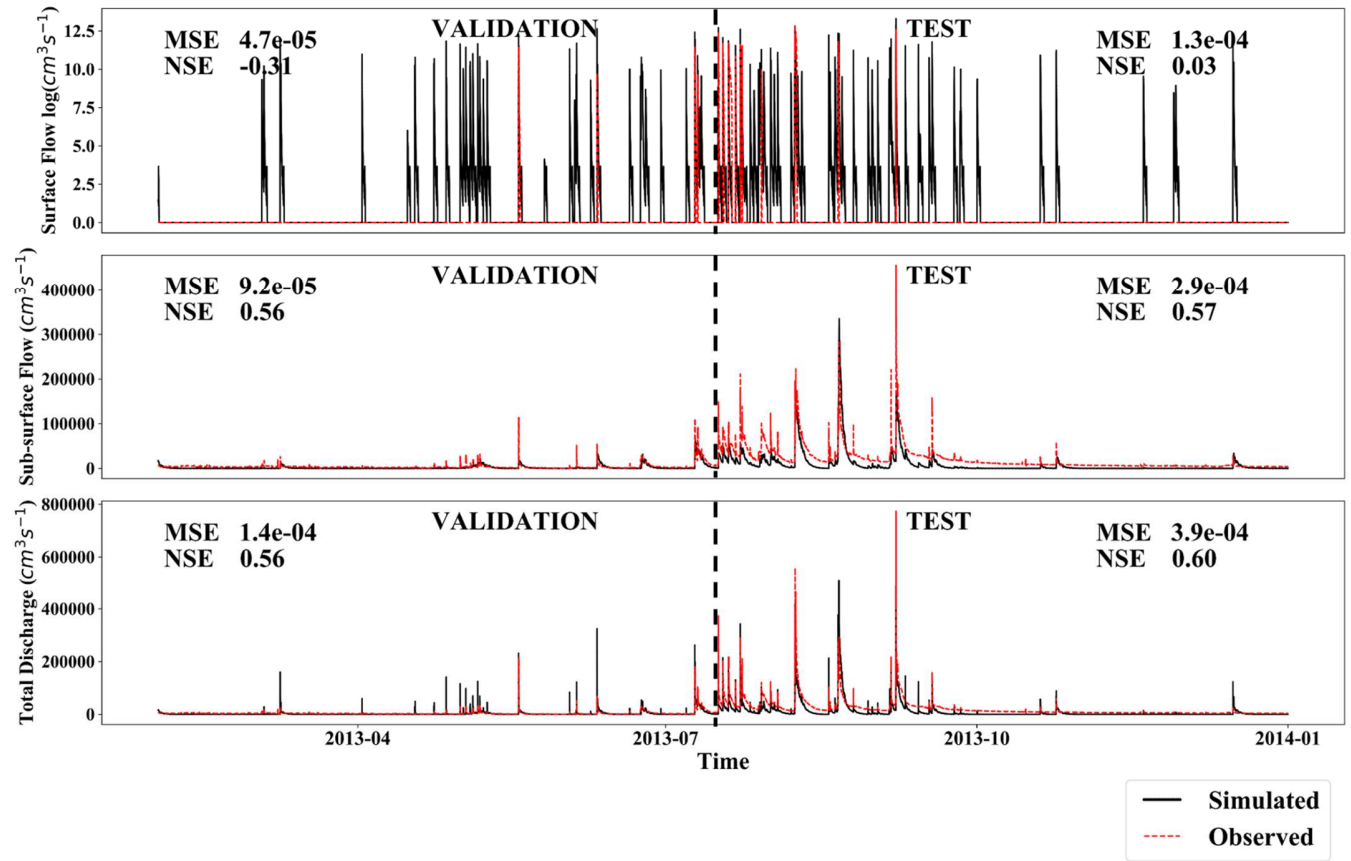 VALIDATION TEST
MSE 4.7e-05 MSE 1.3e-04
NSE -0.31 NSE 0.03
Surface Flow log(cm³s⁻¹)
12.5
10.0
7.5
5.0
2.5
0.0
VALIDATION TEST
MSE 9.2e-05 MSE 2.9e-04
NSE 0.56 NSE 0.57
Sub-surface Flow (cm³s⁻¹)
400000
300000
200000
100000
0
VALIDATION TEST
MSE 1.4e-04 MSE 3.9e-04
NSE 0.56 NSE 0.60
Total Discharge (cm³s⁻¹)
800000
600000
400000
200000
0
2013-04 2013-07 2013-10 2014-01
Time
Simulated
Observed